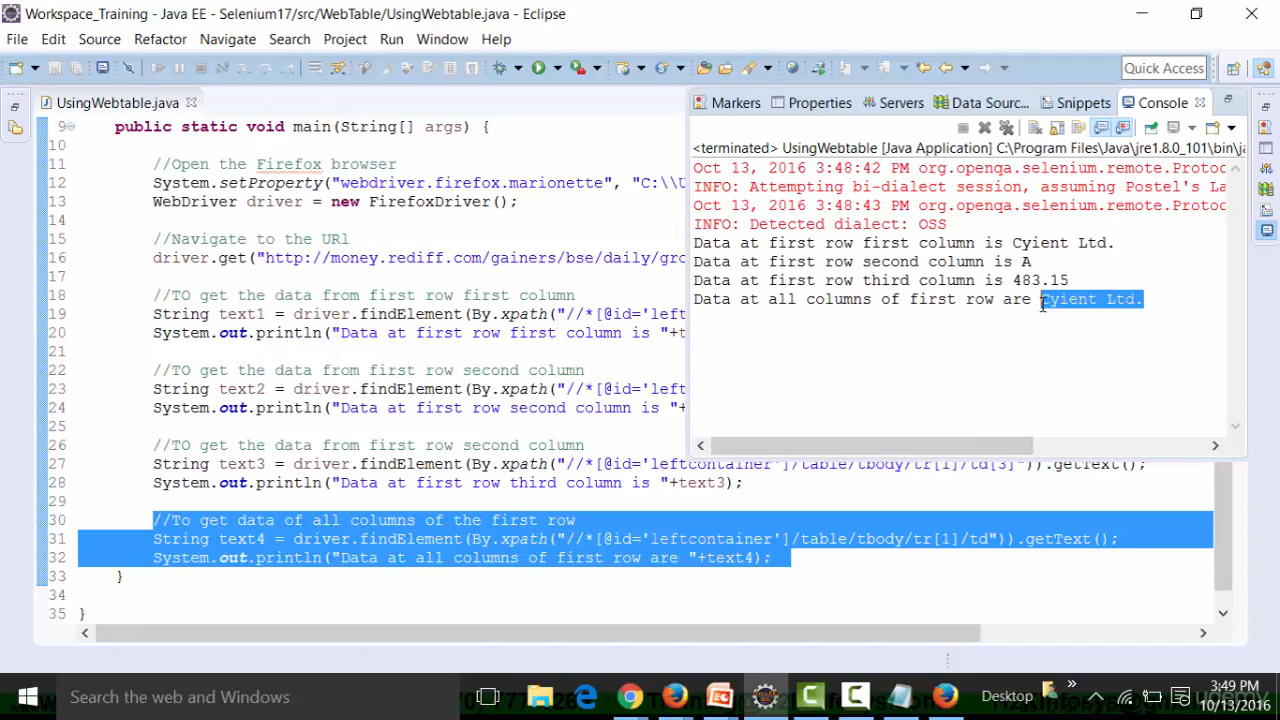 Workspace_Training - Java EE - Selenium17/src/WebTable/UsingWebtable.java - Eclipse
File Edit Source Refactor Navigate Search Project Run Window Help
Quick Access
UsingWebtable.java
9 public static void main(String[] args) {
10
11 //Open the Firefox browser
12 System.setProperty("webdriver.firefox.marionette", "C:\\U
13 WebDriver driver = new FirefoxDriver();
14
15 //Navigate to the URl
16 driver.get("http://money.rediff.com/gainers/bse/daily/gro
17
18 //TO get the data from first row first column
19 String text1 = driver.findElement(By.xpath("//*[@id='left
20 System.out.println("Data at first row first column is "+t
21
22 //TO get the data from first row second column
23 String text2 = driver.findElement(By.xpath("//*[@id='left
24 System.out.println("Data at first row second column is "+
25
26 //TO get the data from first row second column
27 String text3 = driver.findElement(By.xpath("//*[@id='leftcontainer']/table/tbody/tr[1]/td[3]")).getText();
28 System.out.println("Data at first row third column is "+text3);
29
30 //To get data of all columns of the first row
31 String text4 = driver.findElement(By.xpath("//*[@id='leftcontainer']/table/tbody/tr[1]/td")).getText();
32 System.out.println("Data at all columns of first row are "+text4);
33 }
34
35 }
Markers Properties Servers Data Sourc... Snippets Console
<terminated> UsingWebtable [Java Application] C:\Program Files\Java\jre1.8.0_101\bin\ja
Oct 13, 2016 3:48:42 PM org.openqa.selenium.remote.Protoc
INFO: Attempting bi-dialect session, assuming Postel's La
Oct 13, 2016 3:48:43 PM org.openqa.selenium.remote.Protoc
INFO: Detected dialect: OSS
Data at first row first column is Cyient Ltd.
Data at first row second column is A
Data at first row third column is 483.15
Data at all columns of first row are Cyient Ltd.
Search the web and Windows
Desktop
3:49 PM
10/13/2016